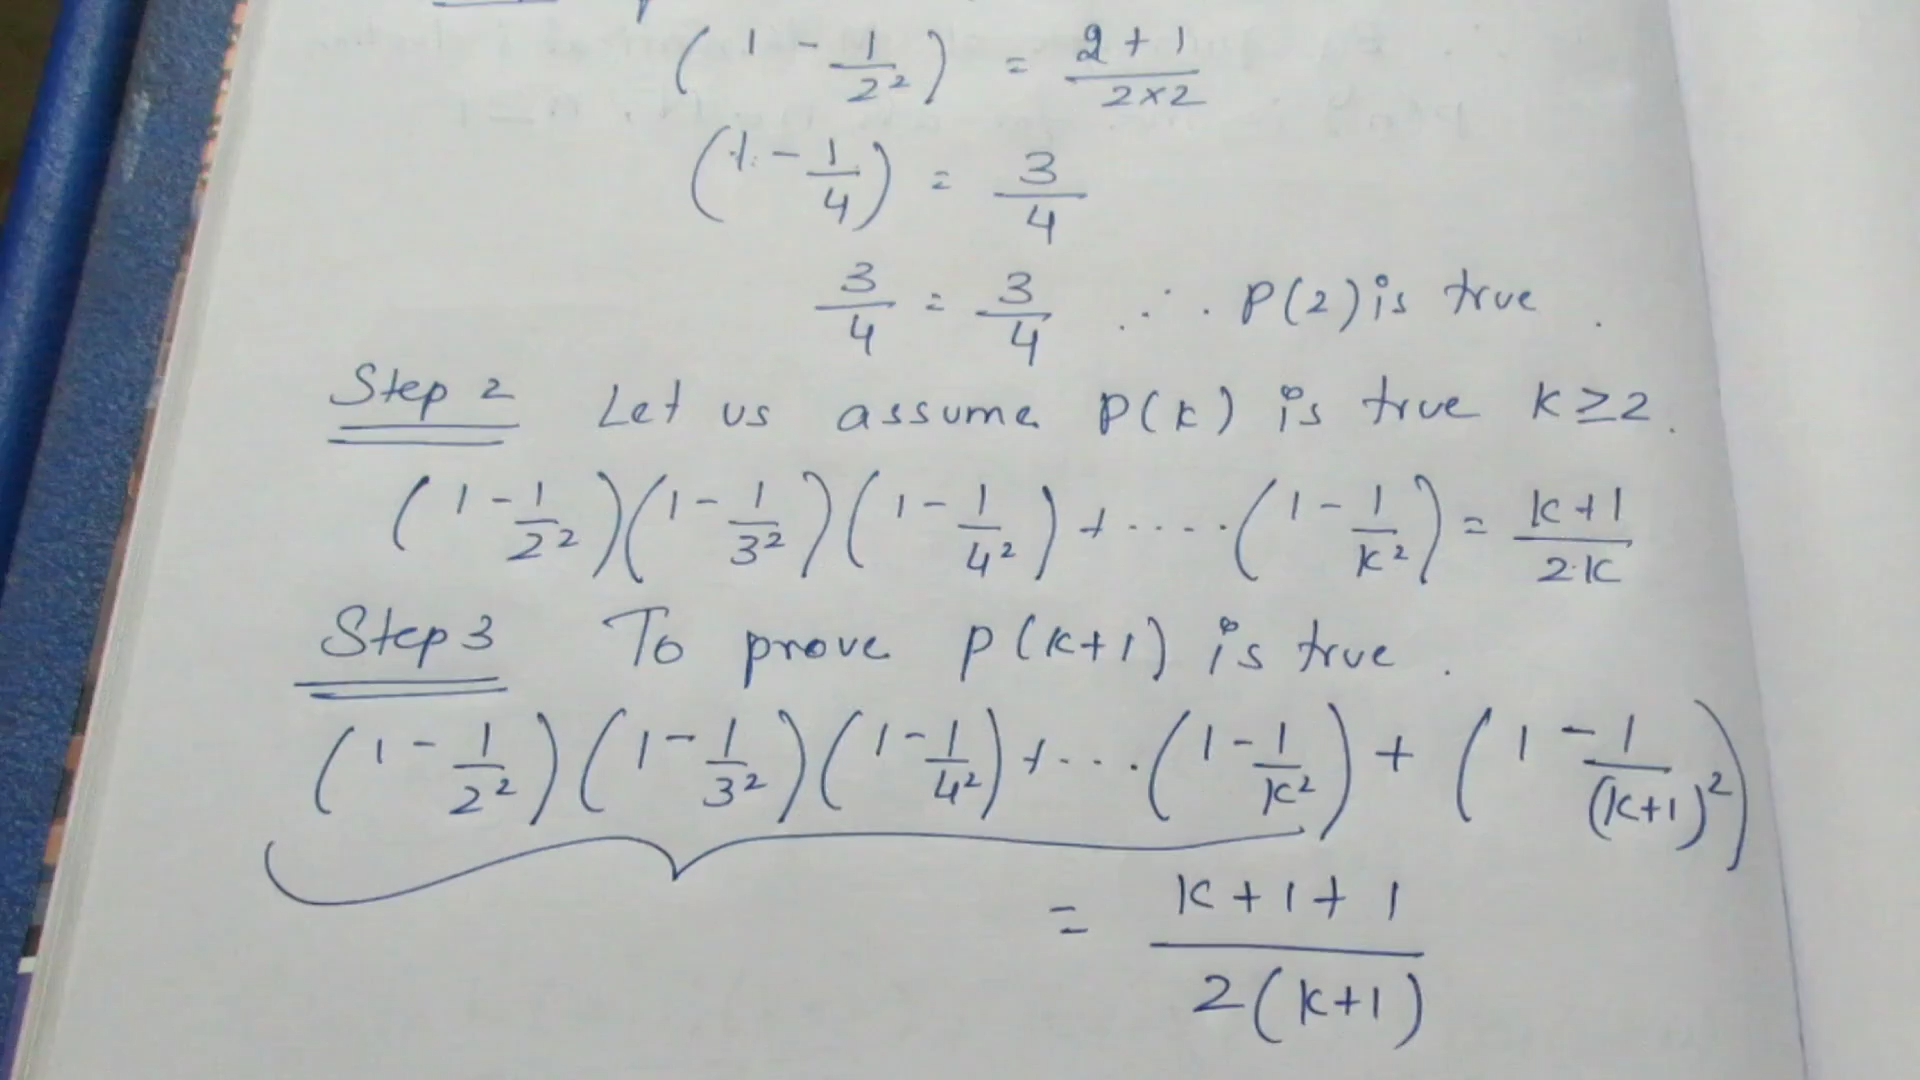 (1 - 1/2²) = (2 + 1)/(2×2)
(1 - 1/4) = 3/4
3/4 = 3/4 ∴ P(2) is true.
Step 2 Let us assume P(k) is true k ≥ 2.
(1 - 1/2²)(1 - 1/3²)(1 - 1/4²) + ....(1 - 1/k²) = (k + 1)/(2·k)
Step 3 To prove P(k+1) is true.
(1 - 1/2²)(1 - 1/3²)(1 - 1/4²) + ...(1 - 1/k²) + (1 - 1/(k+1)²)
= (k + 1 + 1)/(2(k+1))